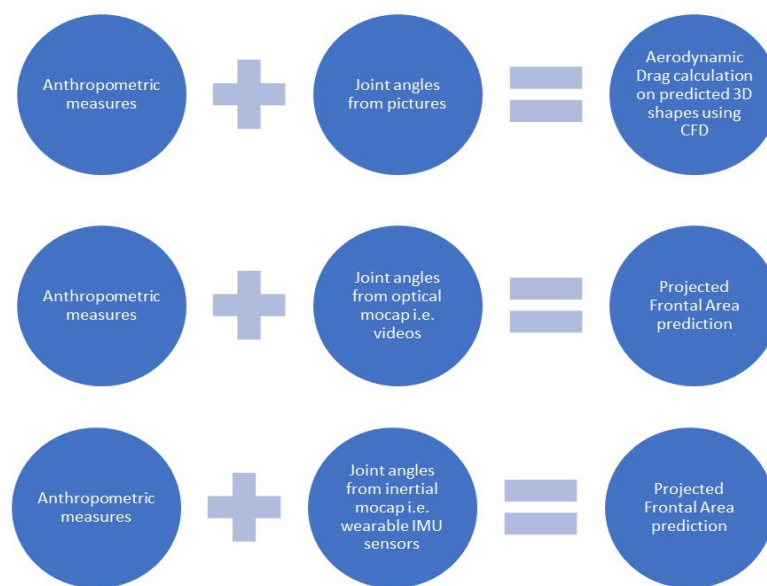 Anthropometric
measures
Joint angles
from pictures
Aerodynamic
Drag calculation
on predicted 3D
shapes using
CFD
Anthropometric
measures
Joint angles
from optical
mocap i.e.
videos
Projected
Frontal Area
prediction
Anthropometric
measures
Joint angles
from inertial
mocap i.e.
wearable IMU
sensors
Projected
Frontal Area
prediction